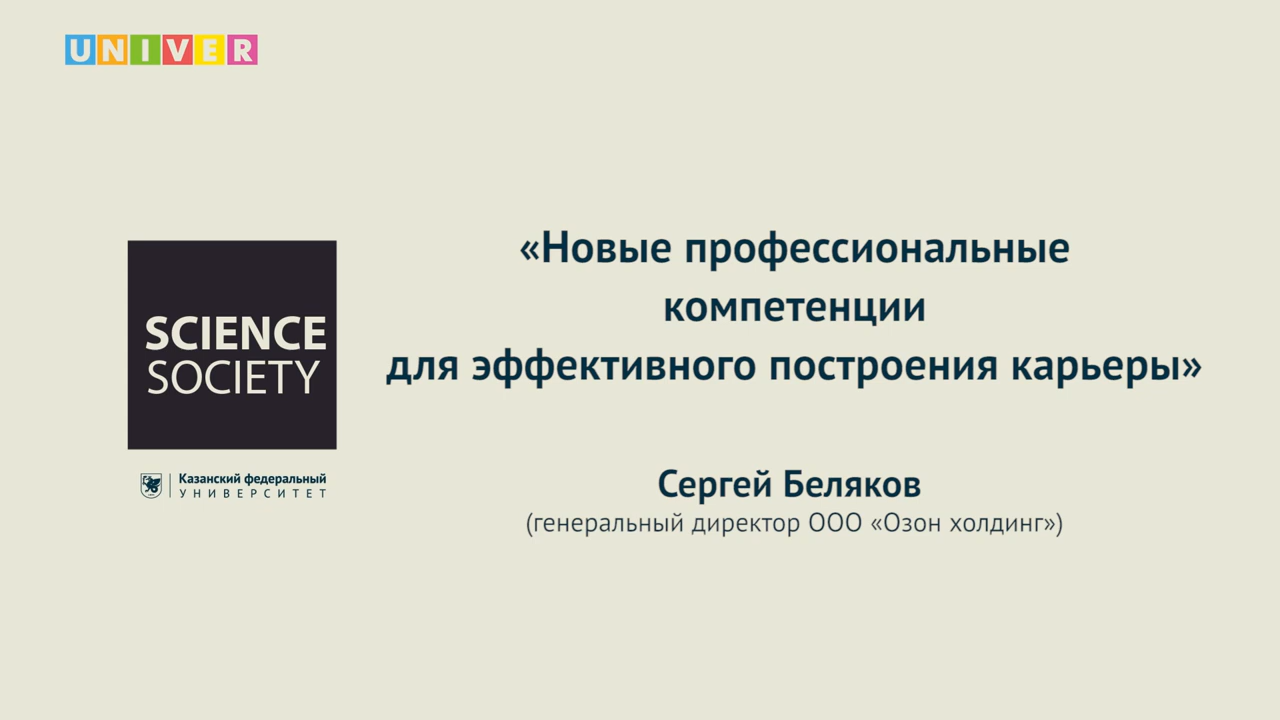 UNIVER
SCIENCE
SOCIETY
Казанский федеральный
УНИВЕРСИТЕТ
«Новые профессиональные
компетенции
для эффективного построения карьеры»
Сергей Беляков
(генеральный директор ООО «Озон холдинг»)